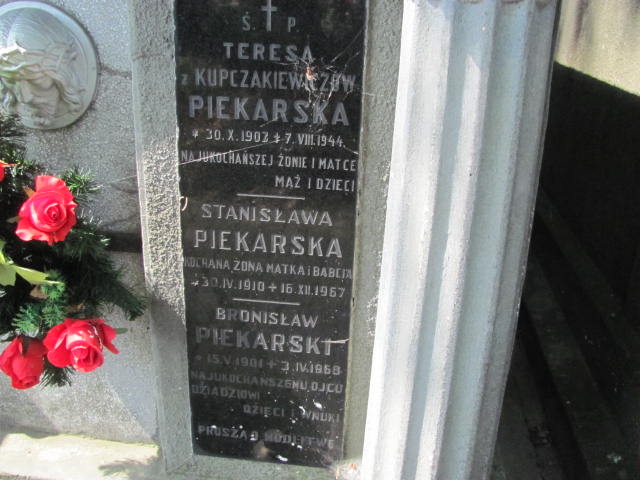 Ś. P
TERESA
z KUPCZAKIEWICZÓW
PIEKARSKA
* 30.X.1902 + 7.VIII.1944
NAJUKOCHAŃSZEJ ŻONIE I MATCE
MĄŻ I DZIECI
STANISŁAWA
PIEKARSKA
KOCHANA ŻONA MATKA I BABCIA
* 30.IV.1910 + 16.XII.1967
BRONISŁAW
PIEKARSKI
* 15.V.1901 + 3.IV.1968
NAJUKOCHAŃSZEMU OJCU
DZIADZIOWI
DZIECI I WNUKI
PROSZĄ O MODLITWĘ